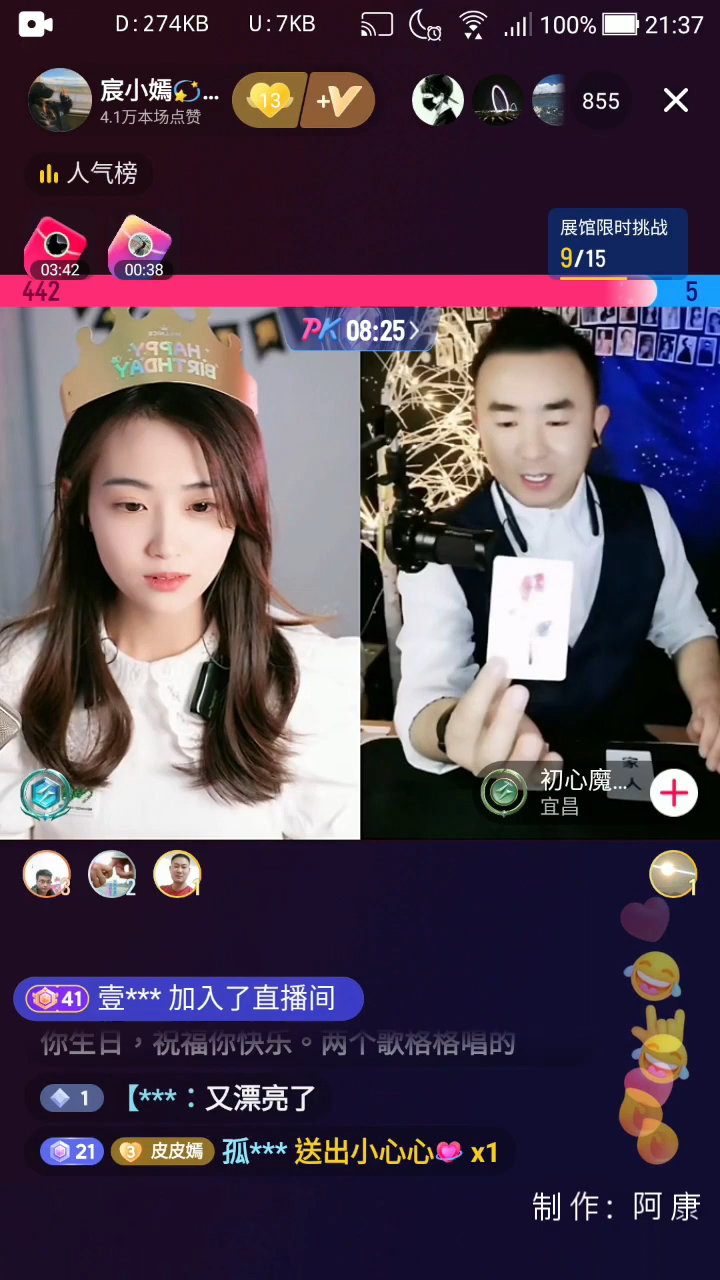 D:274KB U:7KB 100% 21:37
宸小嫣💫... 13 + 855
4.1万本场点赞
人气榜
03:42 00:38
展馆限时挑战
9/15
442 5
PK 08:25
HAPPY
BIRTHDAY
家
人
初心魔...
宜昌
3 2 1 1
41 壹*** 加入了直播间
你生日，祝福你快乐。两个歌格格唱的
1 【***：又漂亮了
21 3 皮皮嫣 孤*** 送出小心心 x1
制作：阿康